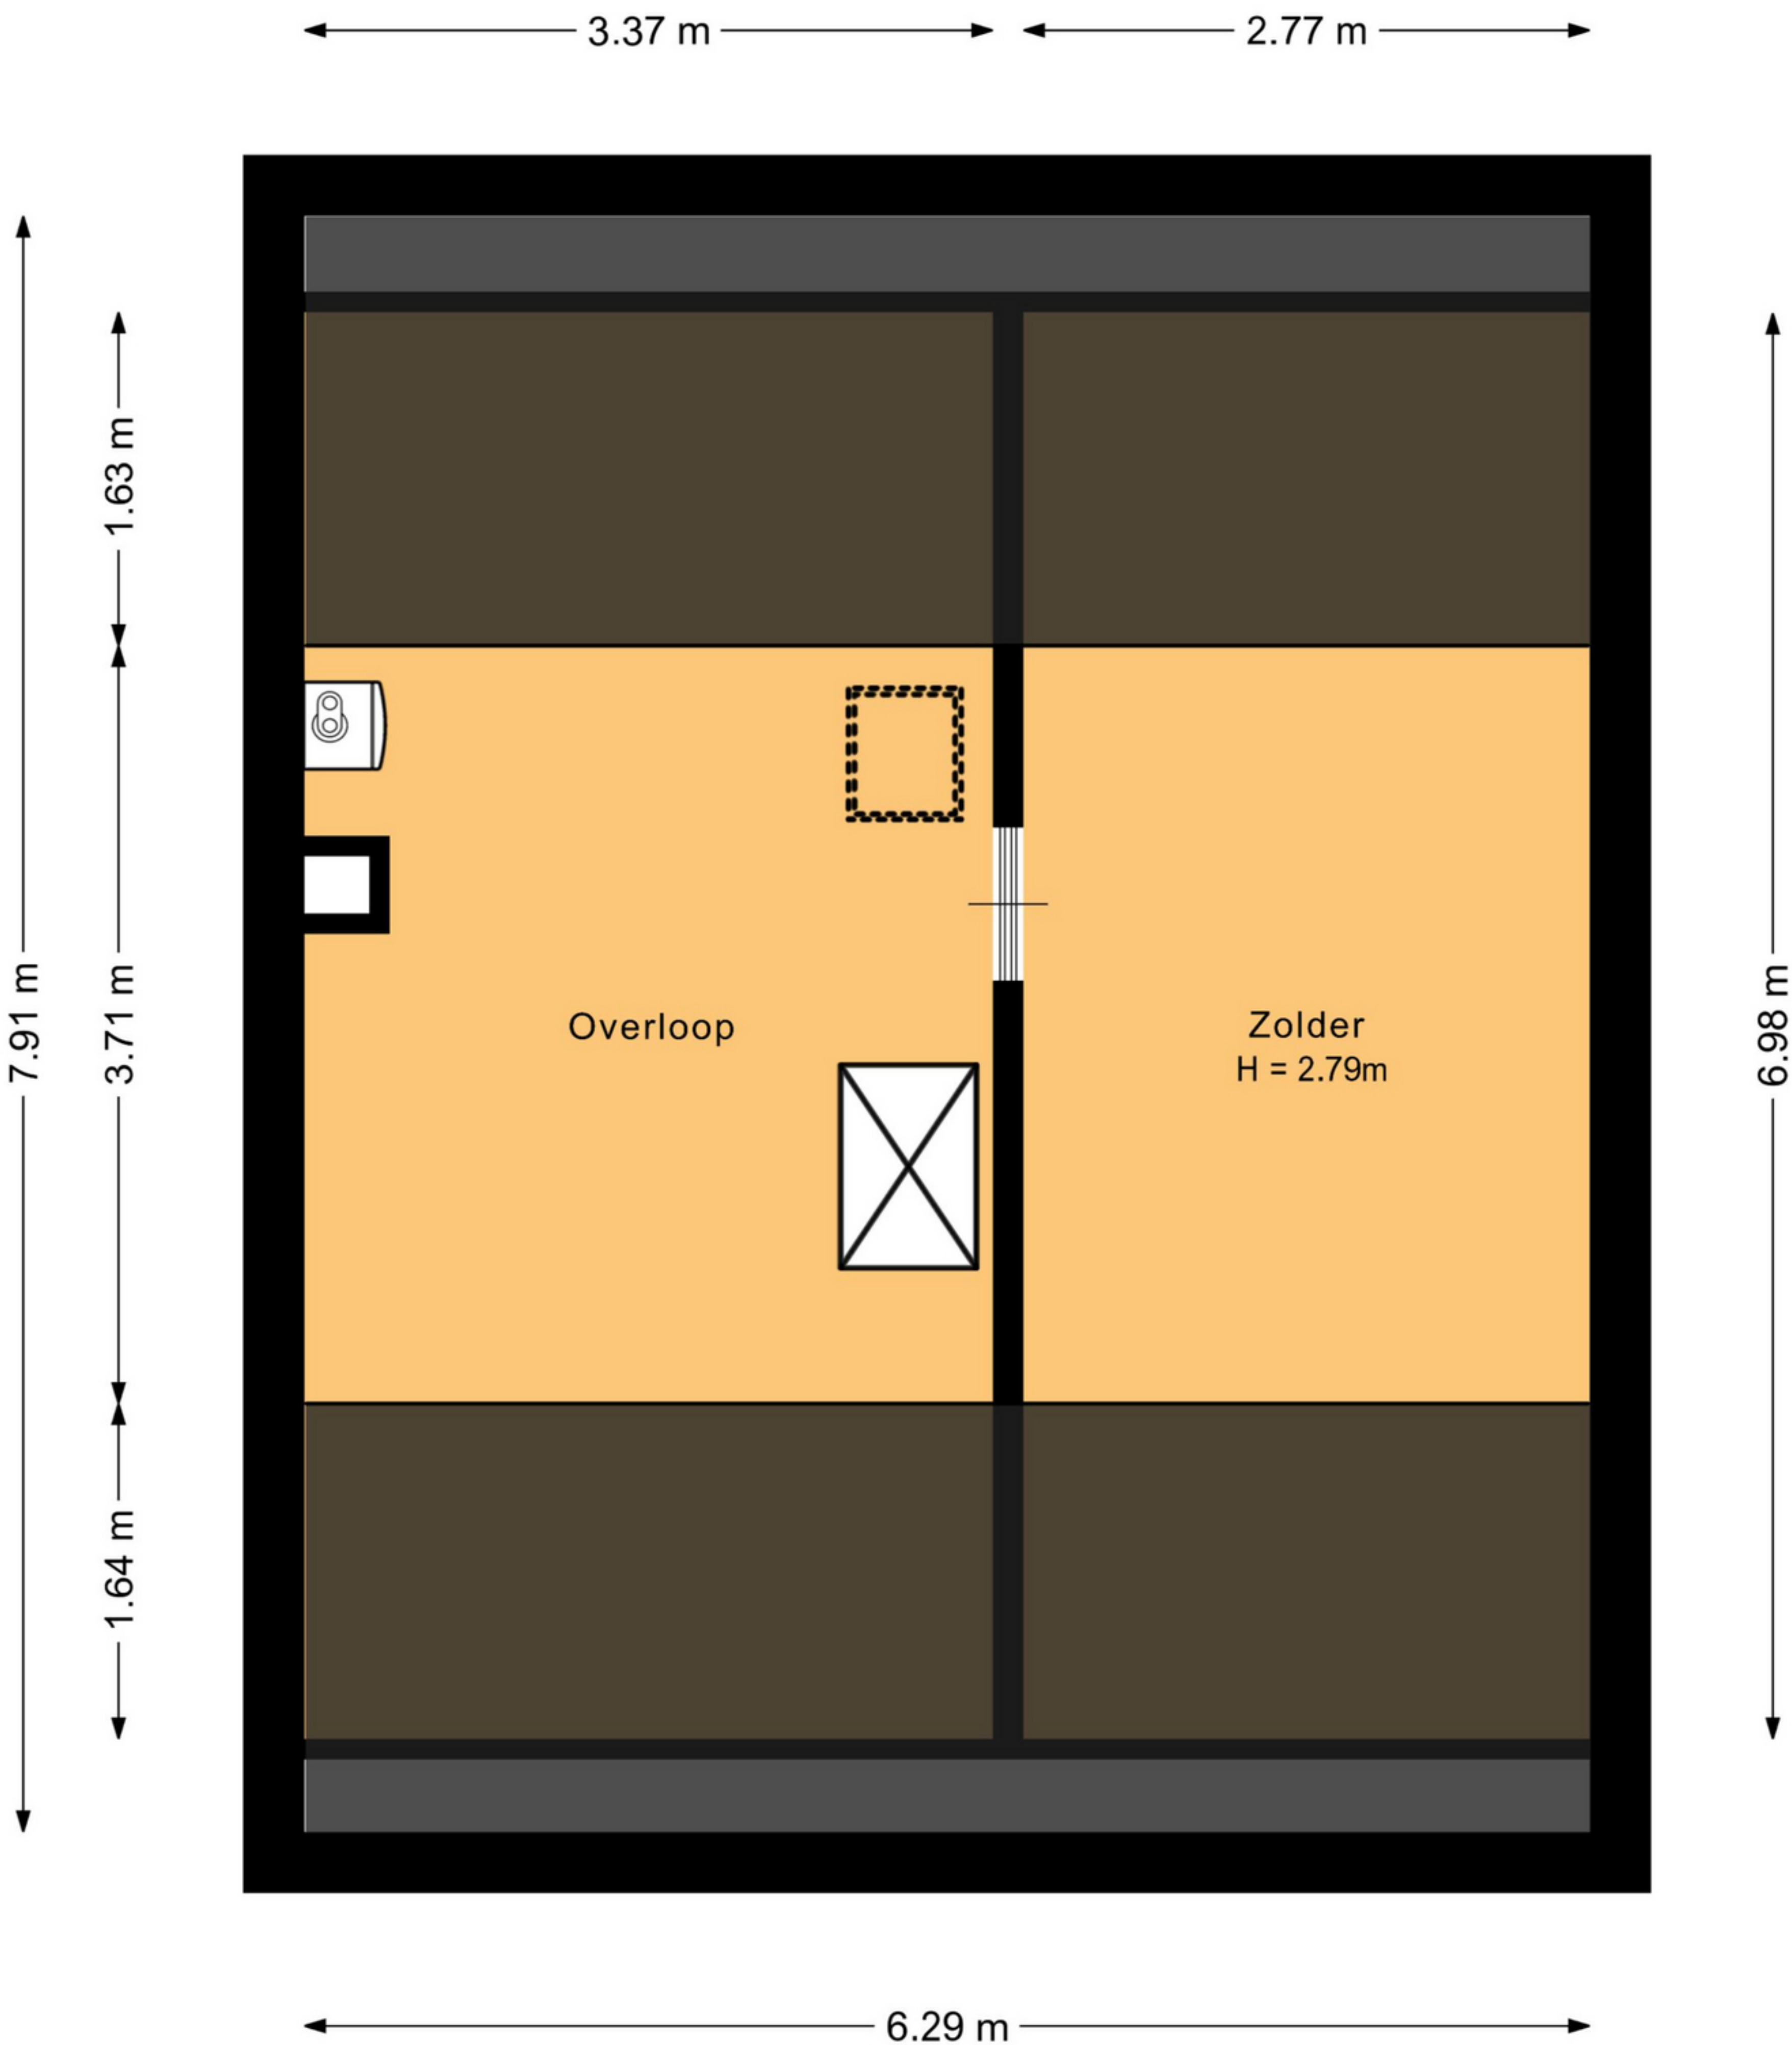 3.37 m
2.77 m
7.91 m
1.63 m
3.71 m
1.64 m
6.98 m
Overloop
Zolder
H = 2.79m
6.29 m